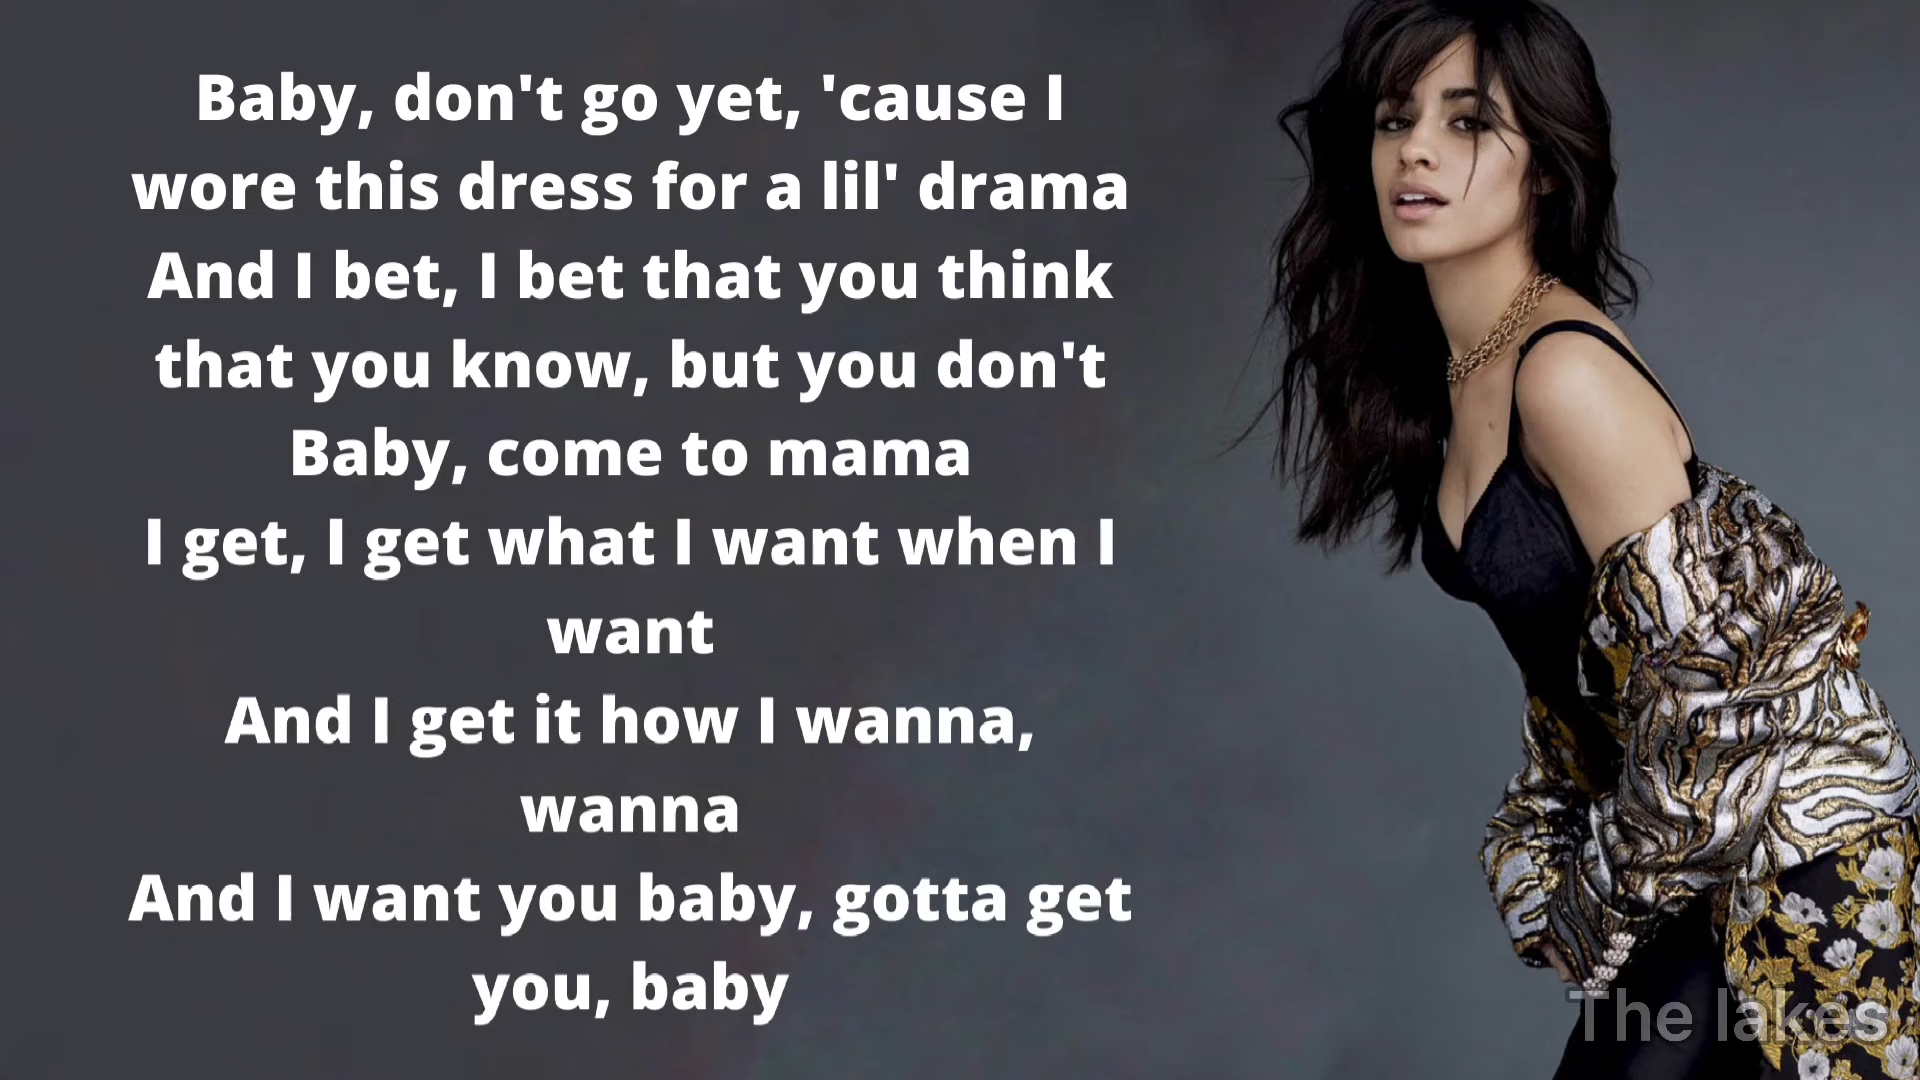 Baby, don't go yet, 'cause I
wore this dress for a lil' drama
And I bet, I bet that you think
that you know, but you don't
Baby, come to mama
I get, I get what I want when I
want
And I get it how I wanna,
wanna
And I want you baby, gotta get
you, baby
The lakes